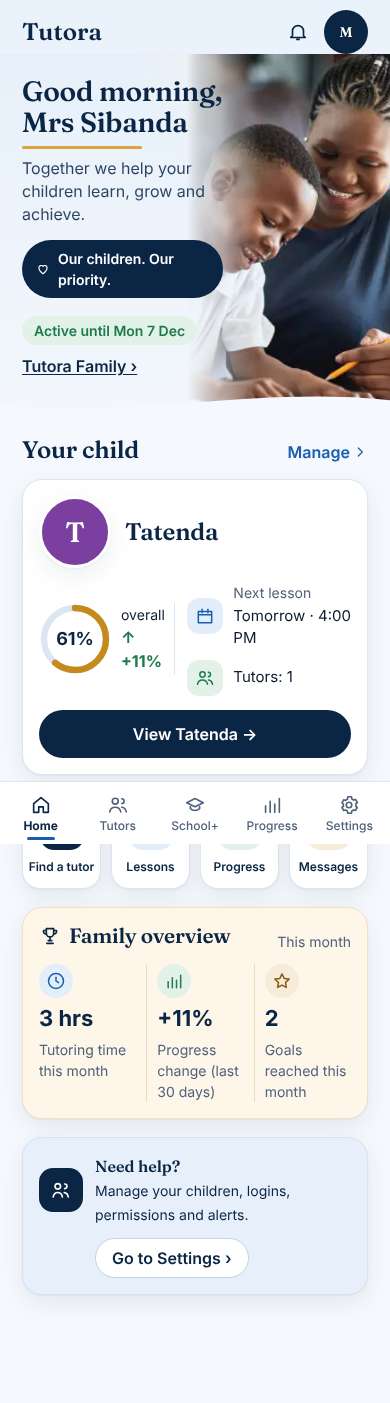 Tutora
M
Good morning,
Mrs Sibanda
Together we help your
children learn, grow and
achieve.
Our children. Our
priority.
Active until Mon 7 Dec
Tutora Family ›
Your child
Manage >
T
Tatenda
61%
overall
↑
+11%
Next lesson
Tomorrow · 4:00
PM
Tutors: 1
View Tatenda →
Home
Tutors
School+
Progress
Settings
Find a tutor
Lessons
Progress
Messages
Family overview
This month
3 hrs
Tutoring time
this month
+11%
Progress
change (last
30 days)
2
Goals
reached this
month
Need help?
Manage your children, logins,
permissions and alerts.
Go to Settings ›